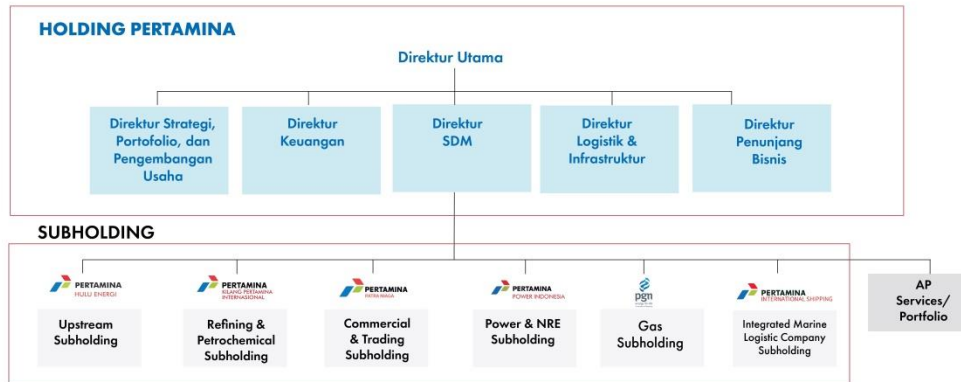 HOLDING PERTAMINA
Direktur Utama
Direktur Strategi,
Portofolio, dan
Pengembangan
Usaha
Direktur
Keuangan
Direktur
SDM
Direktur
Logistik &
Infrastruktur
Direktur
Penunjang
Bisnis
SUBHOLDING
PERTAMINA
HULU ENERGI
Upstream
Subholding
PERTAMINA
KILANG PERTAMINA
INTERNASIONAL
Refining &
Petrochemical
Subholding
PERTAMINA
PATRA NIAGA
Commercial
& Trading
Subholding
PERTAMINA
POWER INDONESIA
Power & NRE
Subholding
pgn
Gas
Subholding
PERTAMINA
INTERNATIONAL SHIPPING
Integrated Marine
Logistic Company
Subholding
AP
Services/
Portfolio